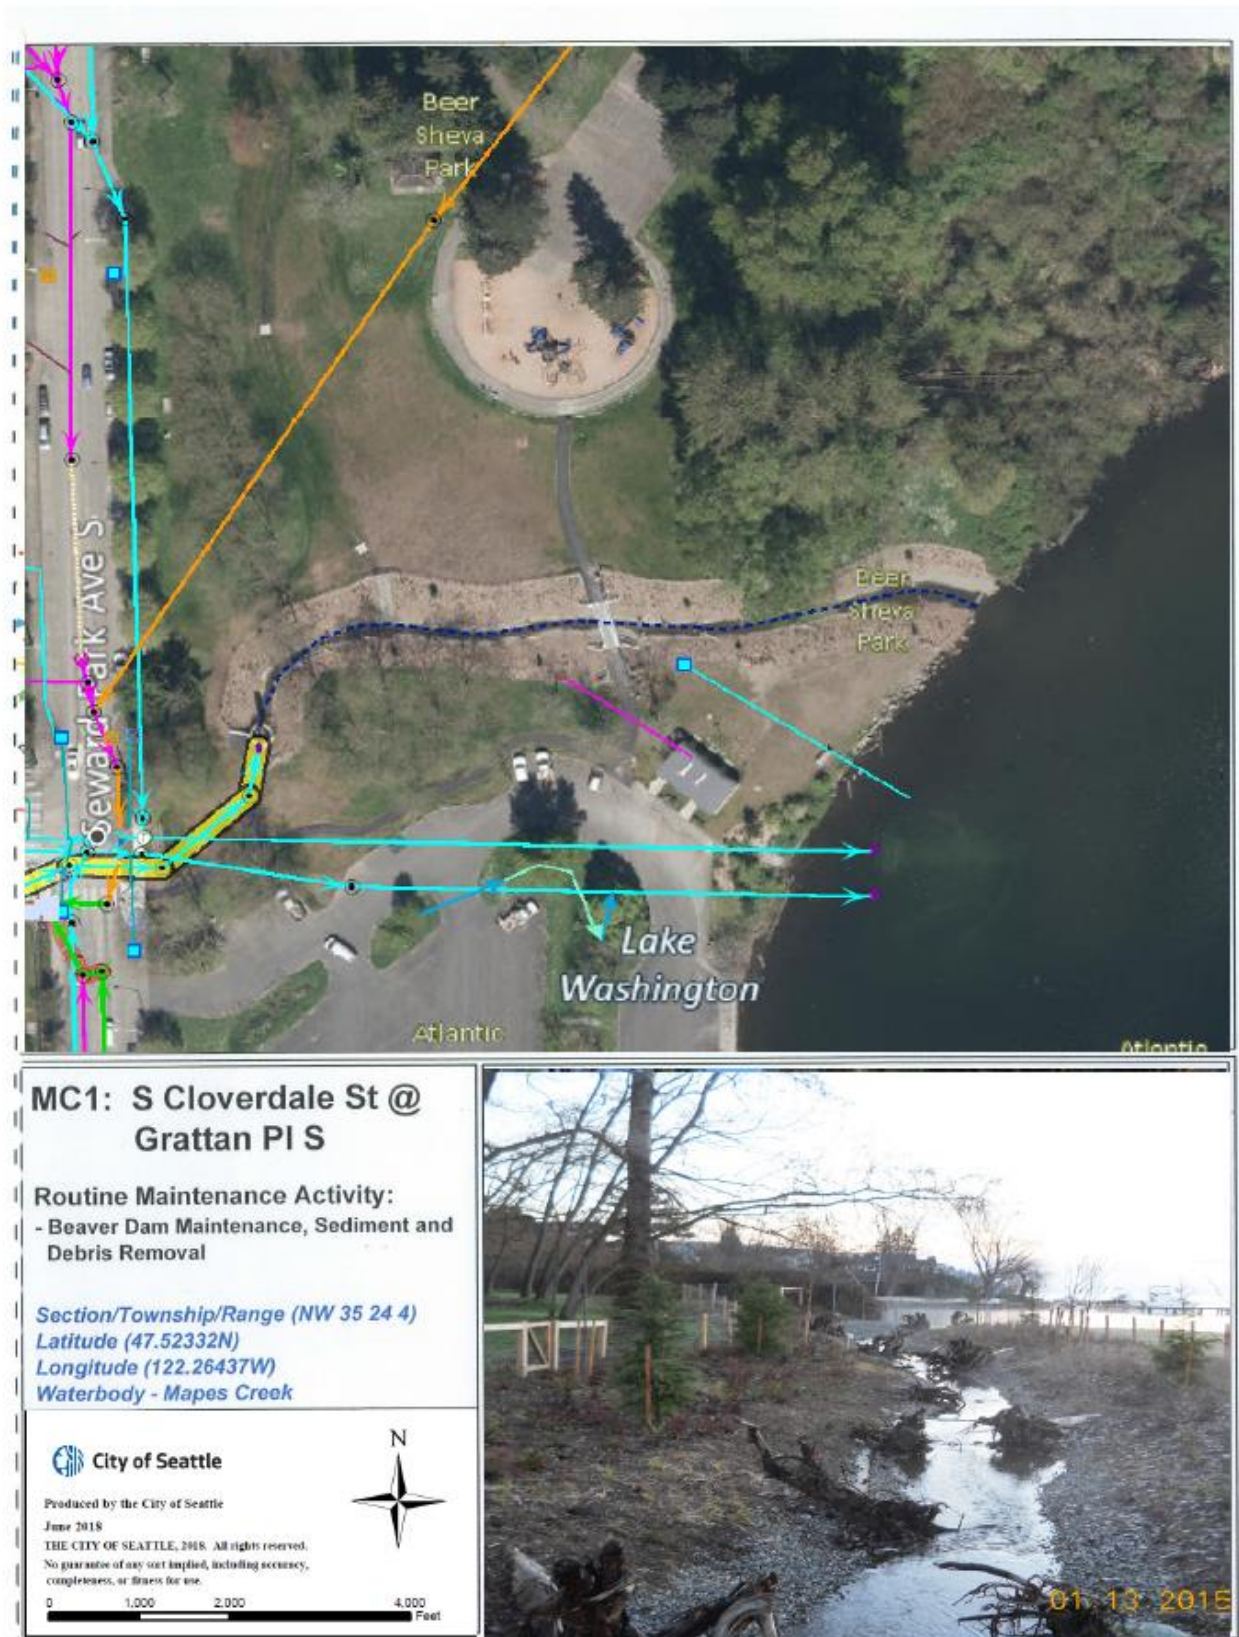 Beer
Sheva
Park
Seward Park Ave S
Beer
Sheva
Park
Lake
Washington
Atlantic
Atlantic
MC1: S Cloverdale St @
Grattan Pl S
Routine Maintenance Activity:
- Beaver Dam Maintenance, Sediment and
Debris Removal
Section/Township/Range (NW 35 24 4)
Latitude (47.52332N)
Longitude (122.26437W)
Waterbody - Mapes Creek
City of Seattle
N
Produced by the City of Seattle
June 2018
THE CITY OF SEATTLE, 2018. All rights reserved.
No guarantee of any sort implied, including accuracy,
completeness, or fitness for use.
0 1,000 2,000 4,000
Feet
01 13 2015